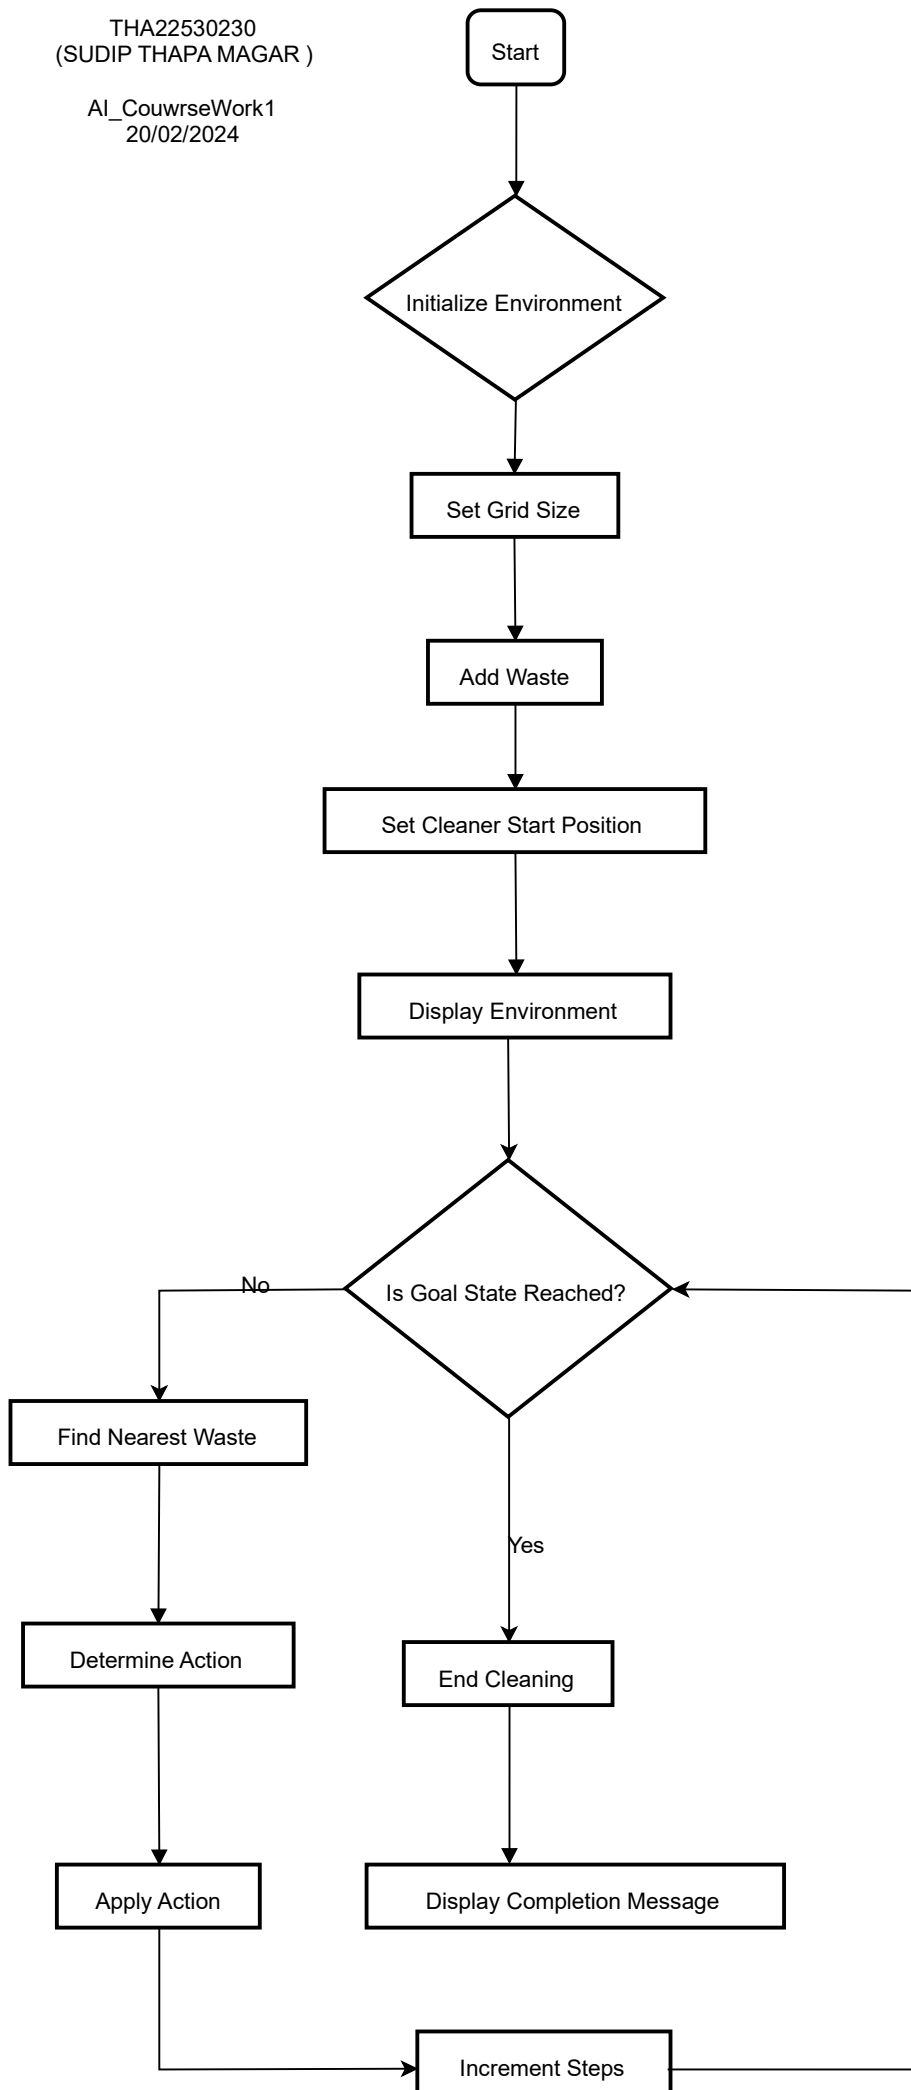 THA22530230
(SUDIP THAPA MAGAR )
AI_CouwrseWork1
20/02/2024
Start
Initialize Environment
Set Grid Size
Add Waste
Set Cleaner Start Position
Display Environment
Is Goal State Reached?
No
Find Nearest Waste
Yes
Determine Action
End Cleaning
Apply Action
Display Completion Message
Increment Steps